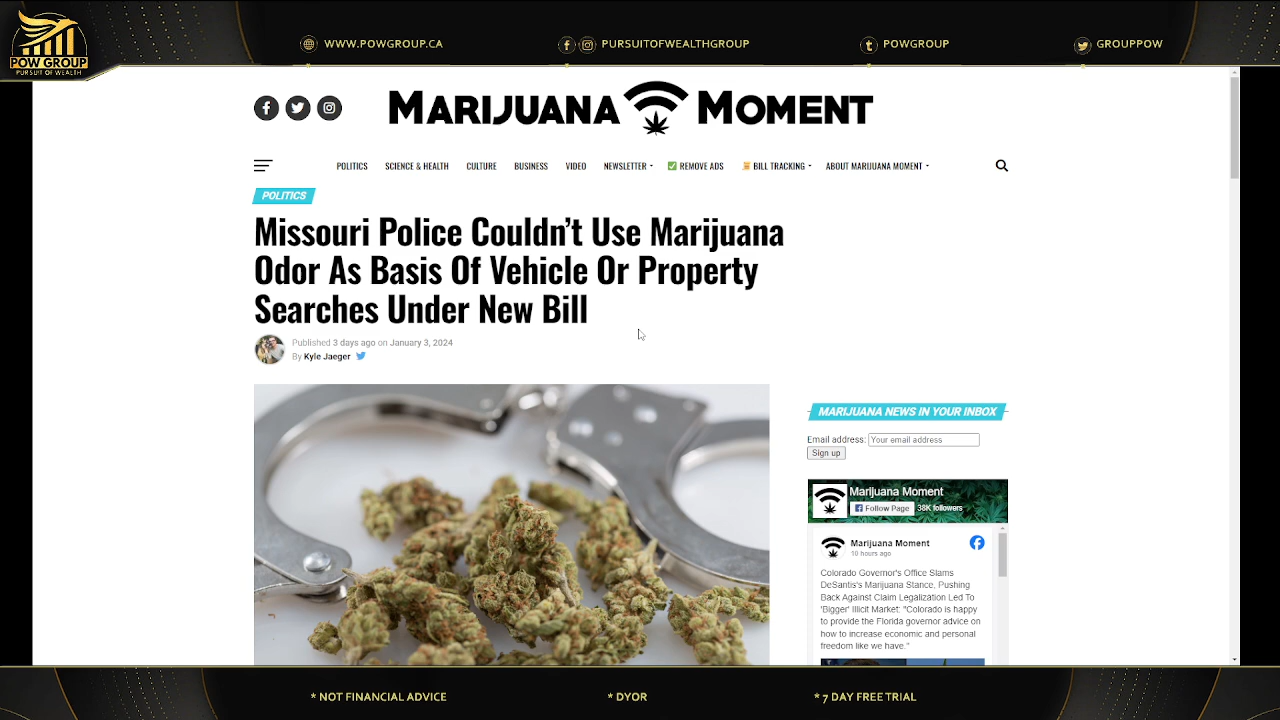 POW GROUP
PURSUIT OF WEALTH
WWW.POWGROUP.CA
PURSUITOFWEALTHGROUP
POWGROUP
GROUPPOW
MARIJUANA MOMENT
POLITICS
SCIENCE & HEALTH
CULTURE
BUSINESS
VIDEO
NEWSLETTER
REMOVE ADS
BILL TRACKING
ABOUT MARIJUANA MOMENT
POLITICS
Missouri Police Couldn’t Use Marijuana
Odor As Basis Of Vehicle Or Property
Searches Under New Bill
Published 3 days ago on January 3, 2024
By Kyle Jaeger
MARIJUANA NEWS IN YOUR INBOX
Email address: Your email address
Sign up
Marijuana Moment
Follow Page 38K followers
Marijuana Moment
10 hours ago
Colorado Governor's Office Slams
DeSantis's Marijuana Stance, Pushing
Back Against Claim Legalization Led To
'Bigger' Illicit Market: "Colorado is happy
to provide the Florida governor advice on
how to increase economic and personal
freedom like we have."
* NOT FINANCIAL ADVICE
* DYOR
* 7 DAY FREE TRIAL